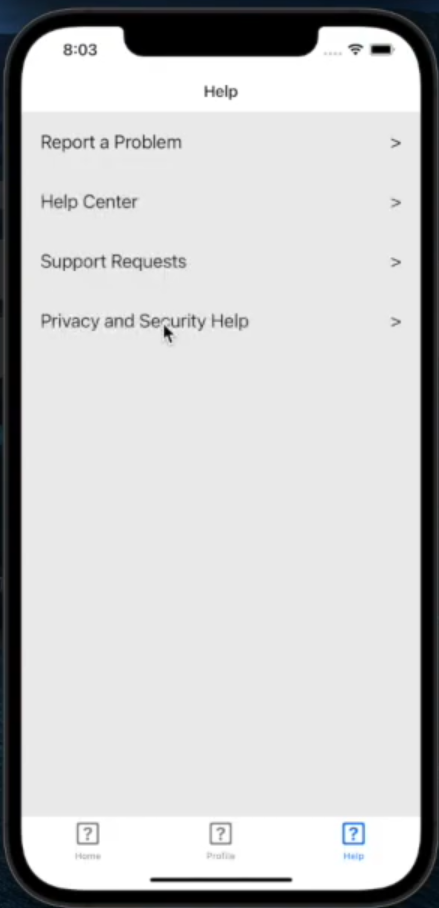 8:03
Help
Report a Problem >
Help Center >
Support Requests >
Privacy and Security Help >
? ? ?
Home Profile Help